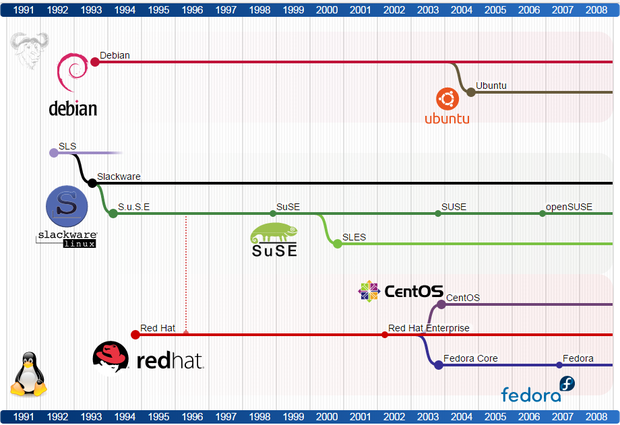 1991 1992 1993 1994 1995 1996 1997 1998 1999 2000 2001 2002 2003 2004 2005 2006 2007 2008
Debian
debian
Ubuntu
ubuntu
SLS
Slackware
slackware
linux
S
S.u.S.E
SuSE
SUSE
openSUSE
SuSE
SLES
CentOS
CentOS
Red Hat
Red Hat Enterprise
redhat.
Fedora Core
Fedora
fedora
1991 1992 1993 1994 1995 1996 1997 1998 1999 2000 2001 2002 2003 2004 2005 2006 2007 2008